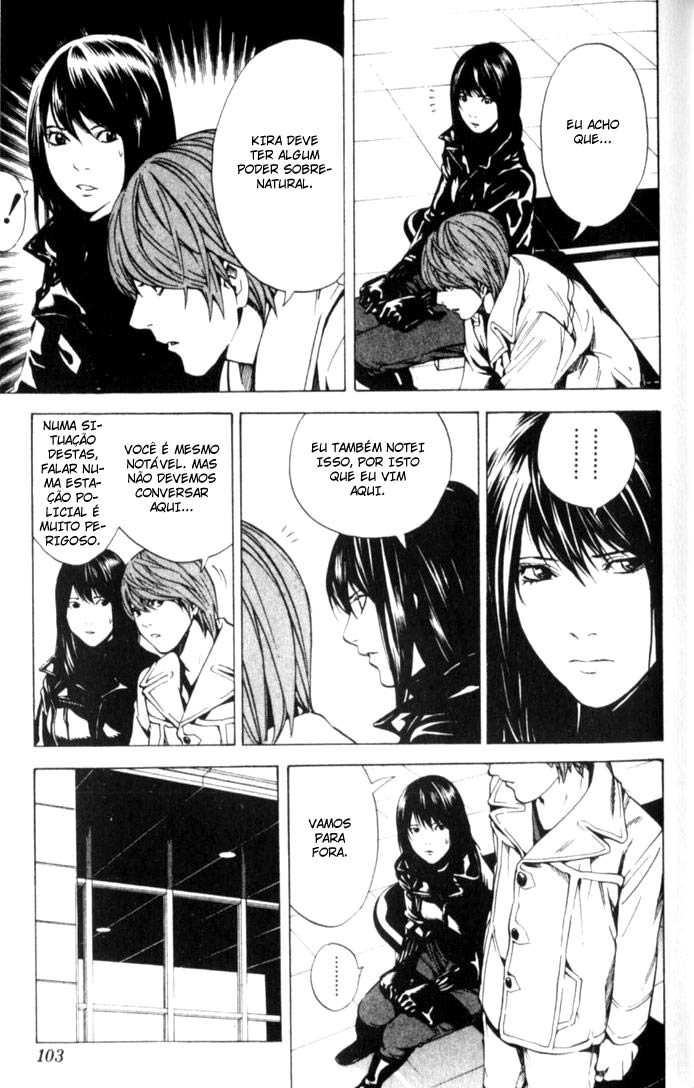 EU ACHO
QUE...
KIRA DEVE
TER ALGUM
PODER SOBRE-
NATURAL.
!
..........
EU TAMBÉM NOTEI
ISSO, POR ISTO
QUE EU VIM
AQUI.
VOCÊ É MESMO
NOTÁVEL. MAS
NÃO DEVEMOS
CONVERSAR
AQUI...
NUMA SI-
TUAÇÃO
DESTAS,
FALAR NU-
MA ESTA-
ÇÃO PO-
LICIAL É
MUITO PE-
RIGOSO.
VAMOS
PARA
FORA.
.......
103